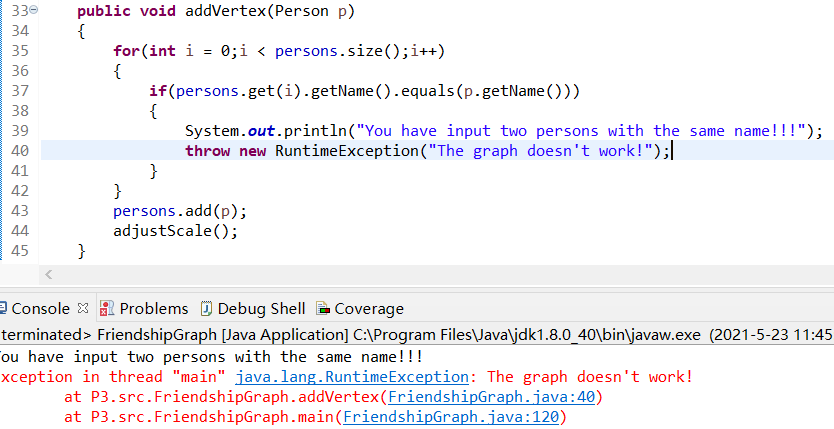 33 public void addVertex(Person p)
34 {
35 for(int i = 0;i < persons.size();i++)
36 {
37 if(persons.get(i).getName().equals(p.getName()))
38 {
39 System.out.println("You have input two persons with the same name!!!");
40 throw new RuntimeException("The graph doesn't work!");
41 }
42 }
43 persons.add(p);
44 adjustScale();
45 }
Console Problems Debug Shell Coverage
terminated> FriendshipGraph [Java Application] C:\Program Files\Java\jdk1.8.0_40\bin\javaw.exe (2021-5-23 11:45
You have input two persons with the same name!!!
xception in thread "main" java.lang.RuntimeException: The graph doesn't work!
at P3.src.FriendshipGraph.addVertex(FriendshipGraph.java:40)
at P3.src.FriendshipGraph.main(FriendshipGraph.java:120)